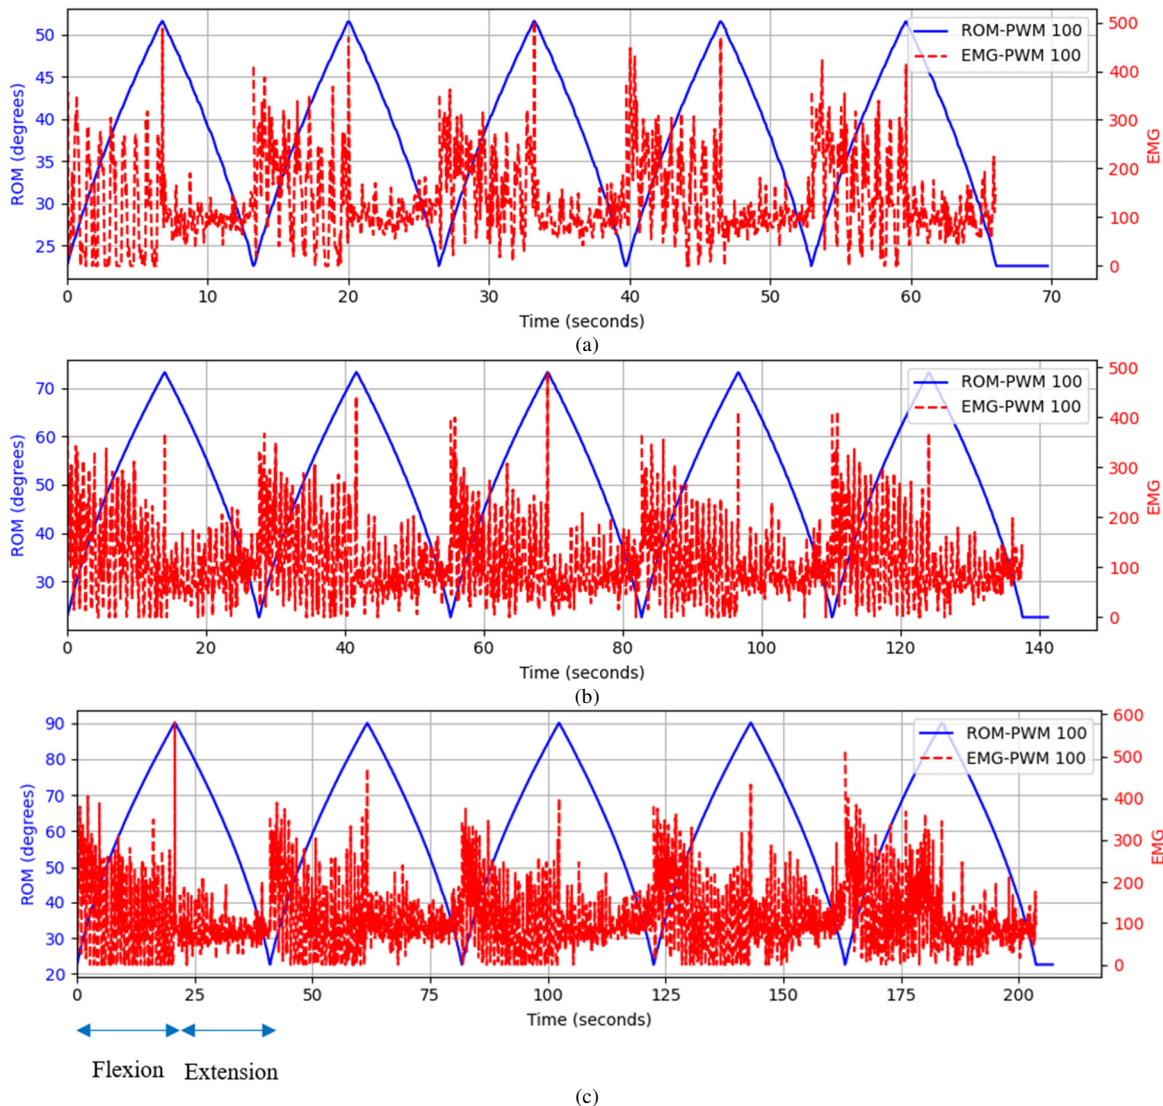 50
45
40
35
30
25
ROM (degrees)
ROM-PWM 100
EMG-PWM 100
500
400
300
200
100
0
EMG
0 10 20 30 40 50 60 70
Time (seconds)
(a)
70
60
50
40
30
ROM (degrees)
ROM-PWM 100
EMG-PWM 100
500
400
300
200
100
0
EMG
0 20 40 60 80 100 120 140
Time (seconds)
(b)
90
80
70
60
50
40
30
20
ROM (degrees)
ROM-PWM 100
EMG-PWM 100
600
500
400
300
200
100
0
EMG
0 25 50 75 100 125 150 175 200
Time (seconds)
Flexion Extension
(c)